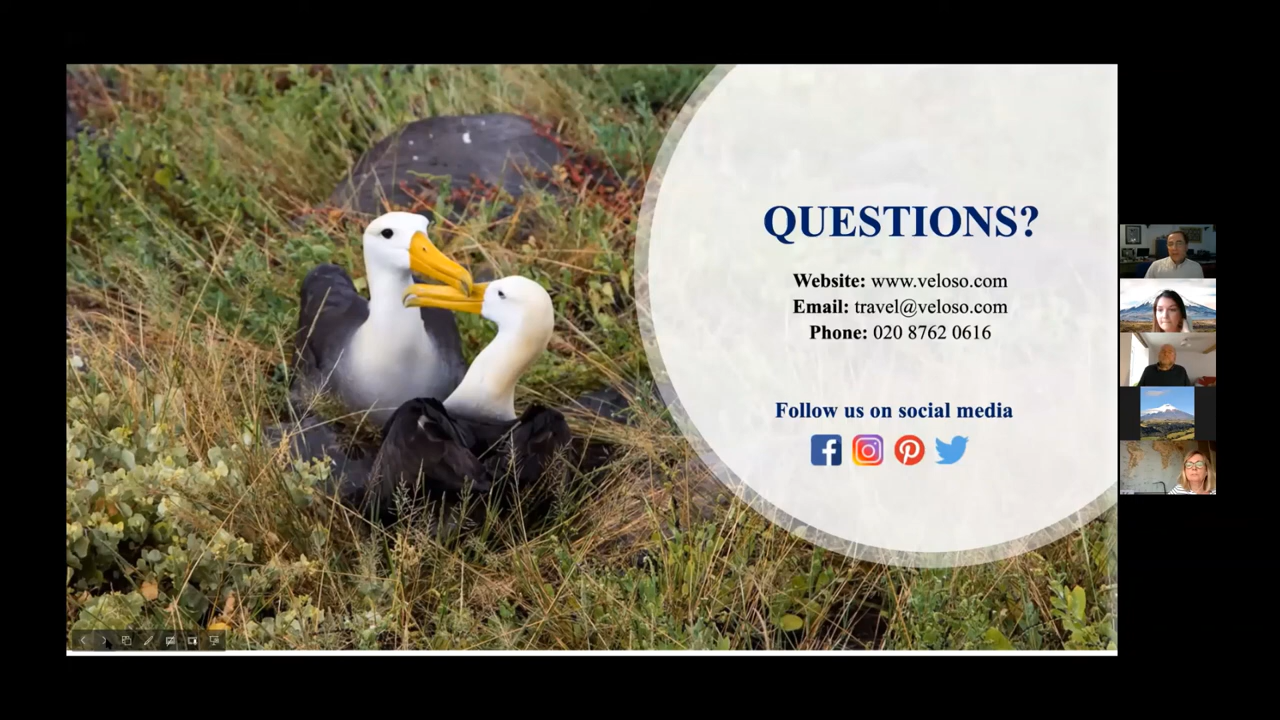 QUESTIONS?
Website: www.veloso.com
Email: travel@veloso.com
Phone: 020 8762 0616
Follow us on social media